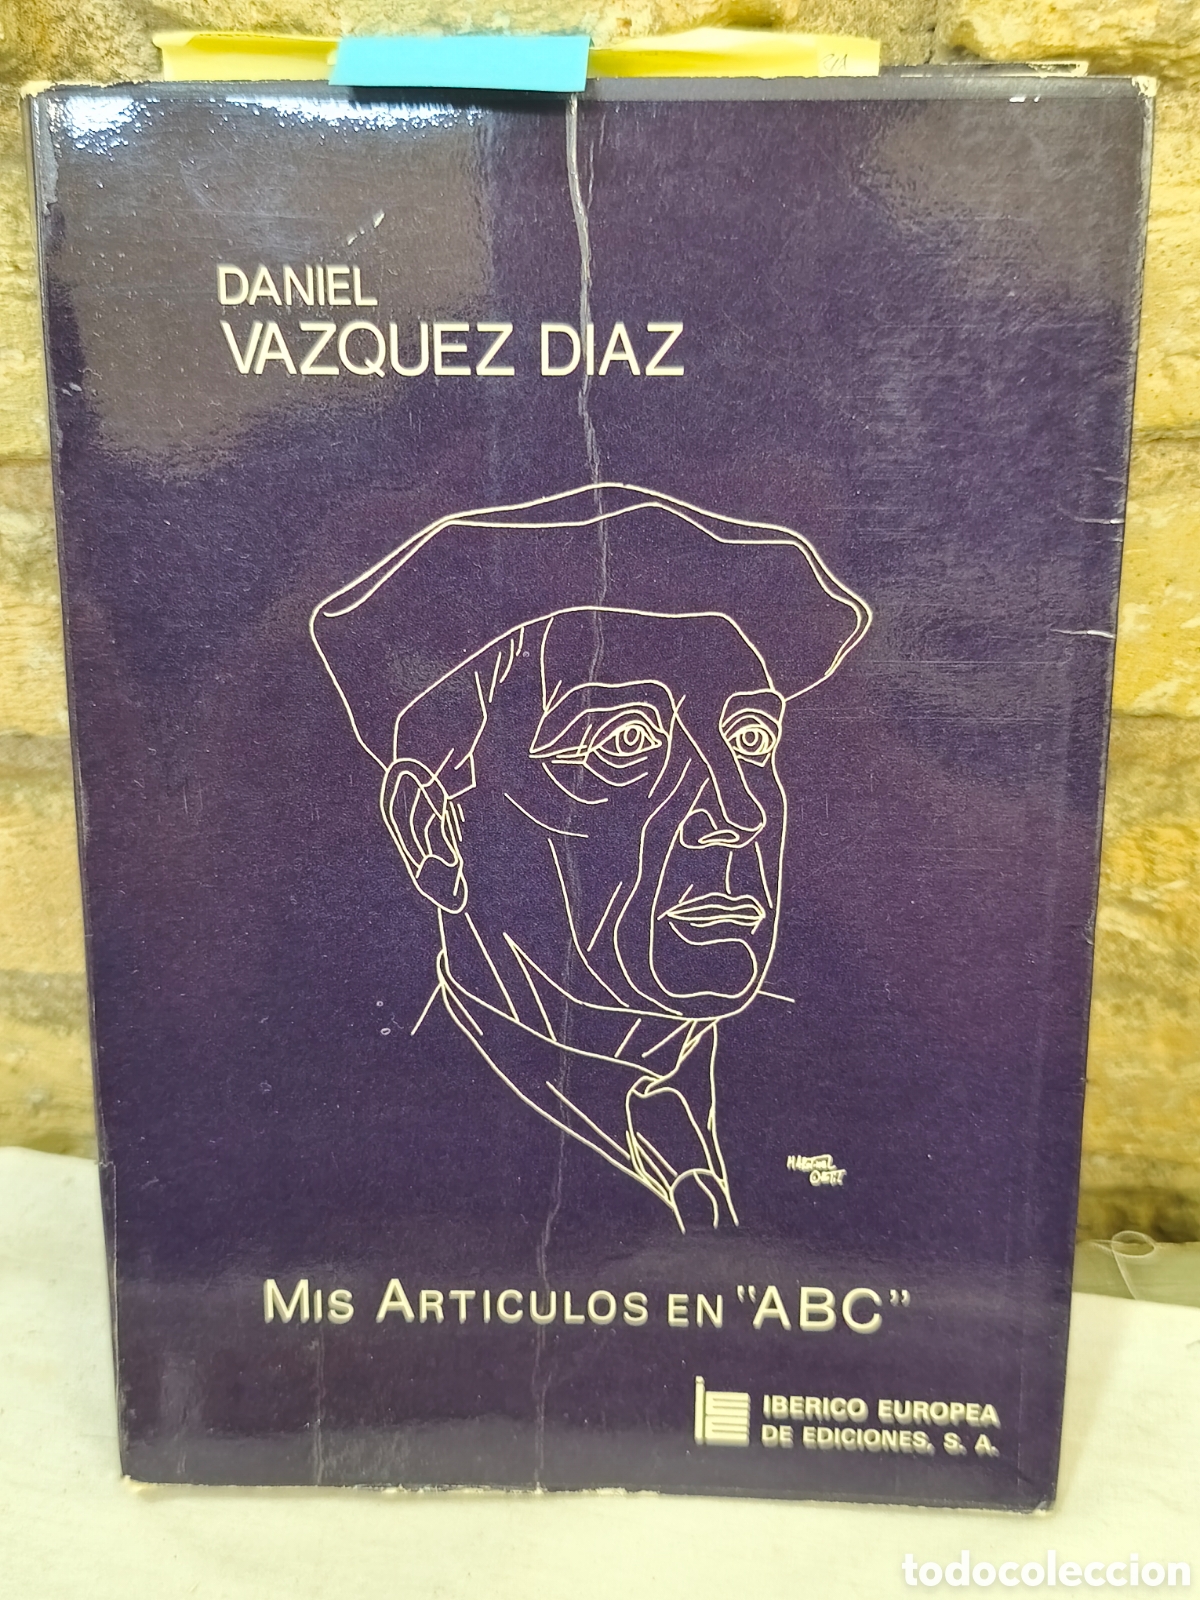 DANIEL
VAZQUEZ DIAZ
MIS ARTICULOS EN "ABC"
IBERICO EUROPEA
DE EDICIONES, S. A.
todocoleccion